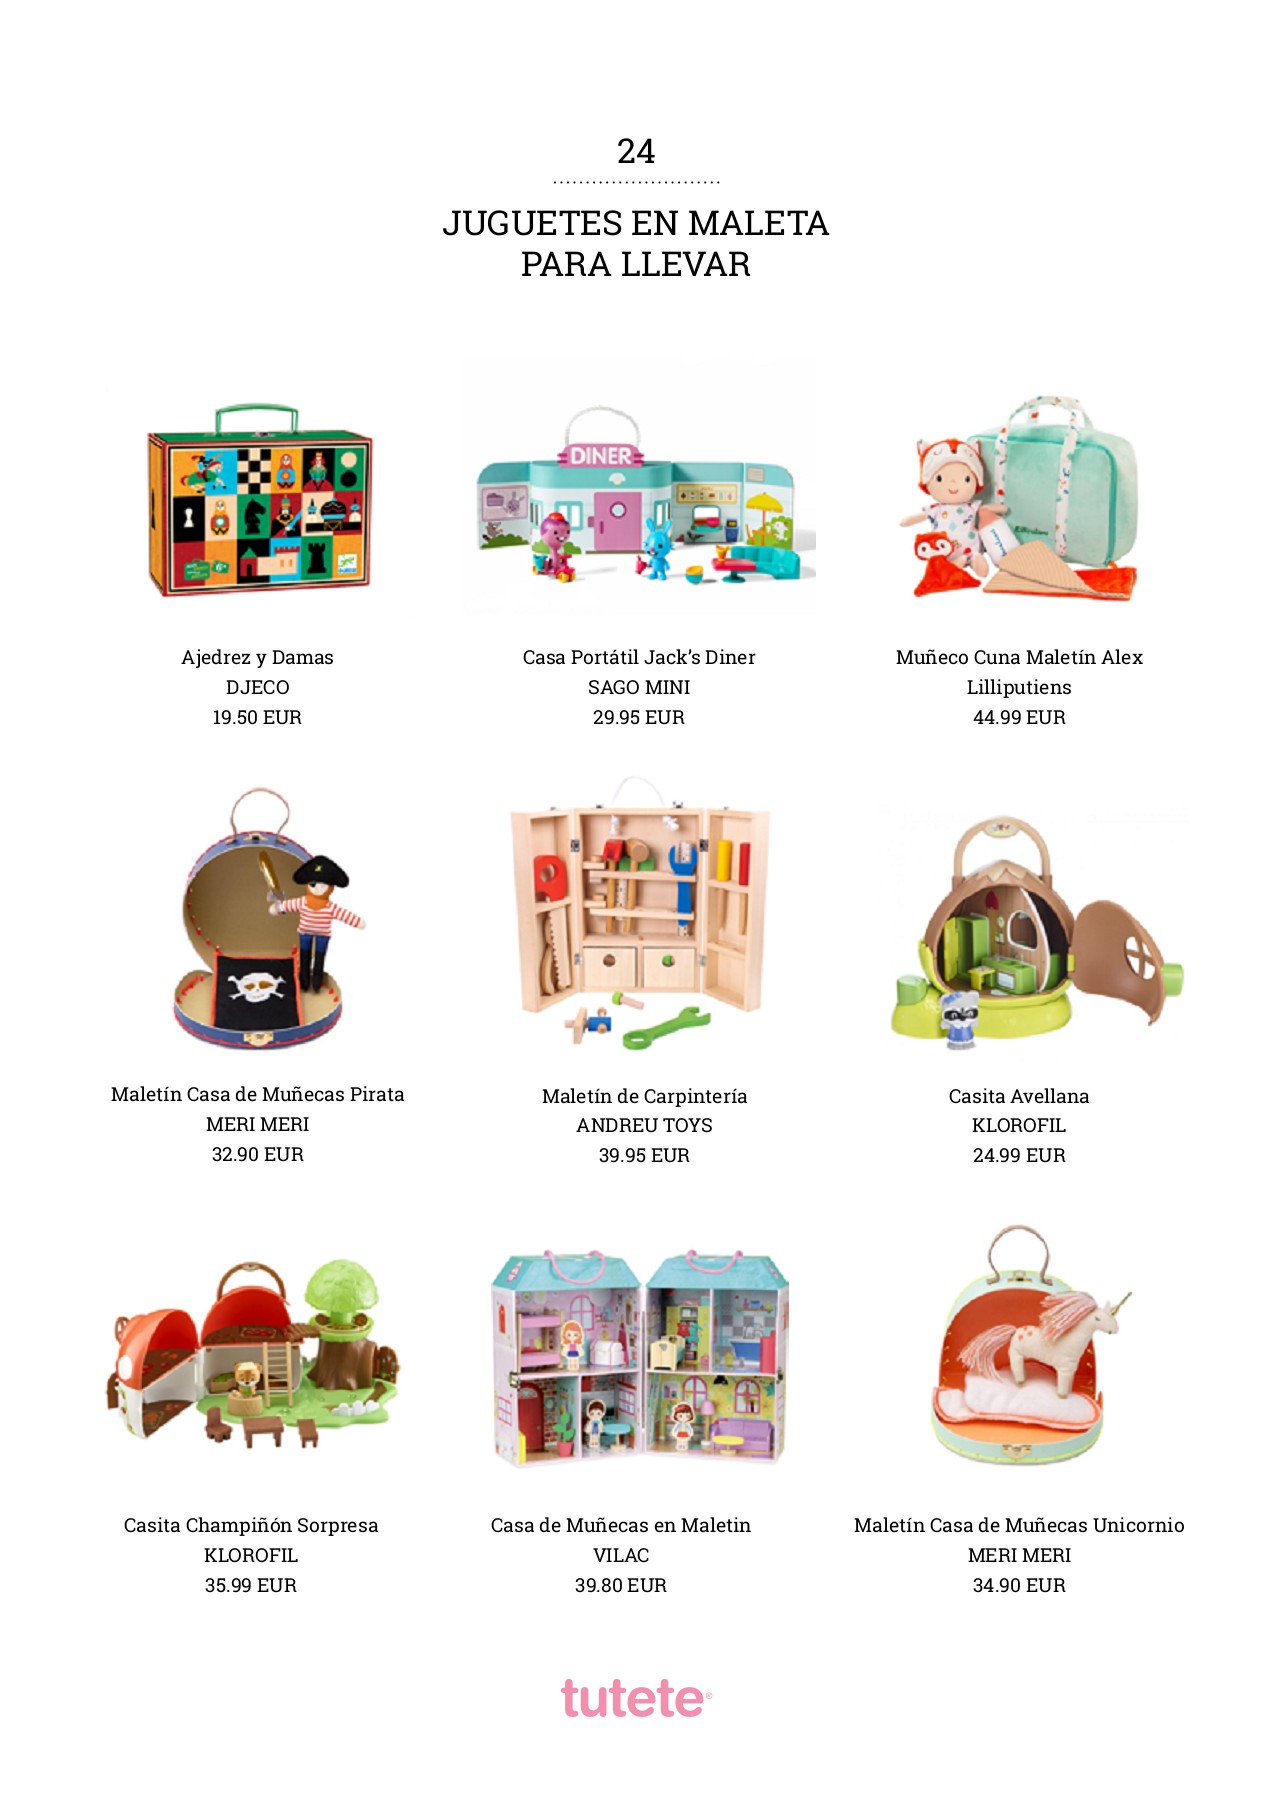 24
JUGUETES EN MALETA
PARA LLEVAR
DINER
Ajedrez y Damas
DJECO
19.50 EUR
Casa Portátil Jack’s Diner
SAGO MINI
29.95 EUR
Muñeco Cuna Maletín Alex
Lilliputiens
44.99 EUR
Maletín Casa de Muñecas Pirata
MERI MERI
32.90 EUR
Maletín de Carpintería
ANDREU TOYS
39.95 EUR
Casita Avellana
KLOROFIL
24.99 EUR
Casita Champiñón Sorpresa
KLOROFIL
35.99 EUR
Casa de Muñecas en Maletin
VILAC
39.80 EUR
Maletín Casa de Muñecas Unicornio
MERI MERI
34.90 EUR
tutete®